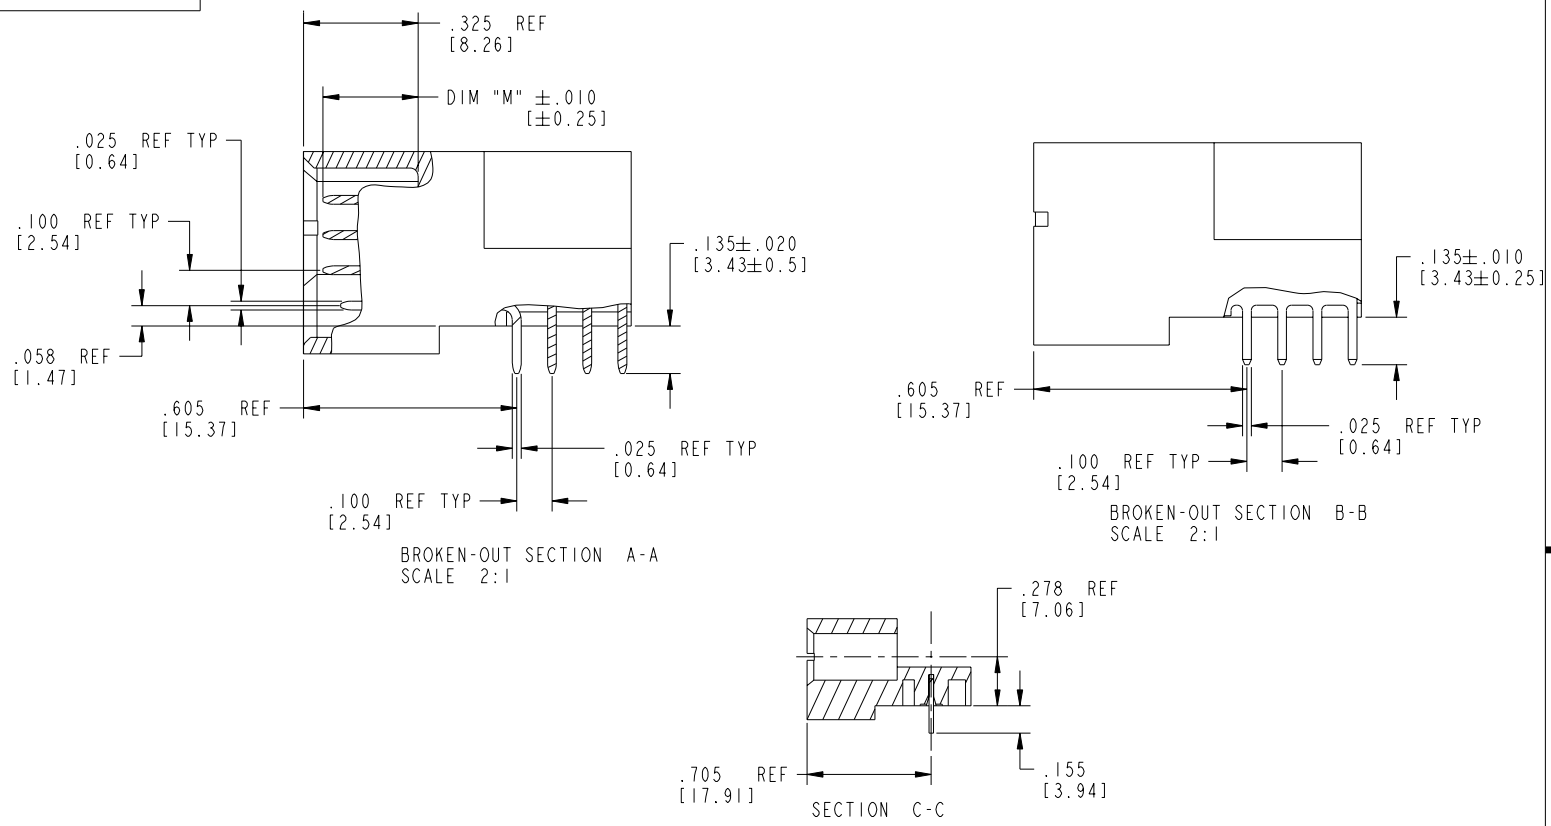 .325 REF
[8.26]
DIM "M" ±.010
[±0.25]
.025 REF TYP
[0.64]
.100 REF TYP
[2.54]
.058 REF
[1.47]
.135±.020
[3.43±0.5]
.605 REF
[15.37]
.025 REF TYP
[0.64]
.100 REF TYP
[2.54]
BROKEN-OUT SECTION A-A
SCALE 2:1
.135±.010
[3.43±0.25]
.605 REF
[15.37]
.025 REF TYP
[0.64]
.100 REF TYP
[2.54]
BROKEN-OUT SECTION B-B
SCALE 2:1
.278 REF
[7.06]
.155
[3.94]
.705 REF
[17.91]
SECTION C-C